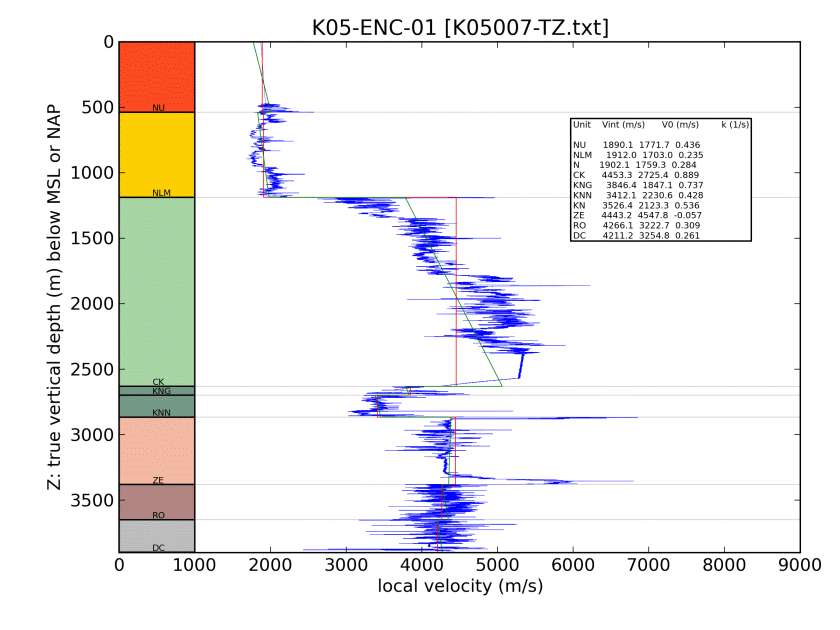 K05-ENC-01 [K05007-TZ.txt]
Z: true vertical depth (m) below MSL or NAP
0
500
1000
1500
2000
2500
3000
3500
NU
NLM
CK
KNG
KNN
ZE
RO
DC
Unit Vint (m/s) V0 (m/s) k (1/s)
NU 1890.1 1771.7 0.436
NLM 1912.0 1703.0 0.235
N 1902.1 1759.3 0.284
CK 4453.3 2725.4 0.889
KNG 3846.4 1847.1 0.737
KNN 3412.1 2230.6 0.428
KN 3526.4 2123.3 0.536
ZE 4443.2 4547.8 -0.057
RO 4266.1 3222.7 0.309
DC 4211.2 3254.8 0.261
0 1000 2000 3000 4000 5000 6000 7000 8000 9000
local velocity (m/s)